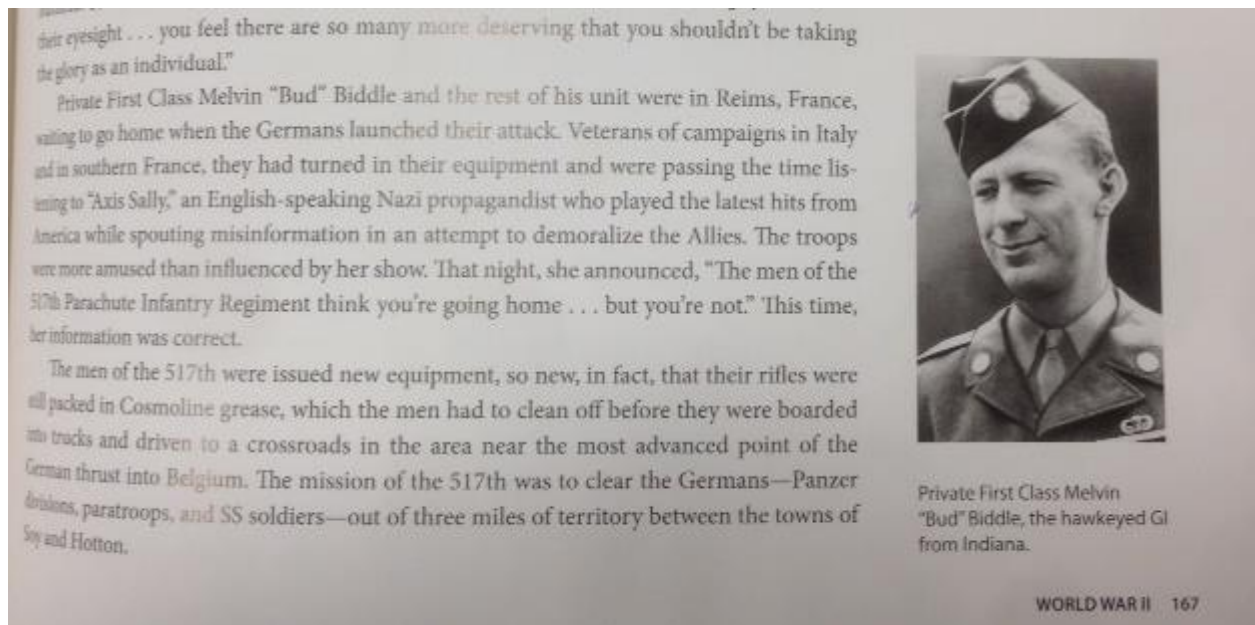 their eyesight . . . you feel there are so many more deserving that you shouldn't be taking
the glory as an individual."
Private First Class Melvin "Bud" Biddle and the rest of his unit were in Reims, France,
waiting to go home when the Germans launched their attack. Veterans of campaigns in Italy
and in southern France, they had turned in their equipment and were passing the time lis-
tening to "Axis Sally," an English-speaking Nazi propagandist who played the latest hits from
America while spouting misinformation in an attempt to demoralize the Allies. The troops
were more amused than influenced by her show. That night, she announced, "The men of the
517th Parachute Infantry Regiment think you're going home . . . but you're not." This time,
her information was correct.
The men of the 517th were issued new equipment, so new, in fact, that their rifles were
still packed in Cosmoline grease, which the men had to clean off before they were boarded
into trucks and driven to a crossroads in the area near the most advanced point of the
German thrust into Belgium. The mission of the 517th was to clear the Germans—Panzer
divisions, paratroops, and SS soldiers—out of three miles of territory between the towns of
Soy and Hotton.
Private First Class Melvin
"Bud" Biddle, the hawkeyed GI
from Indiana.
WORLD WAR II 167